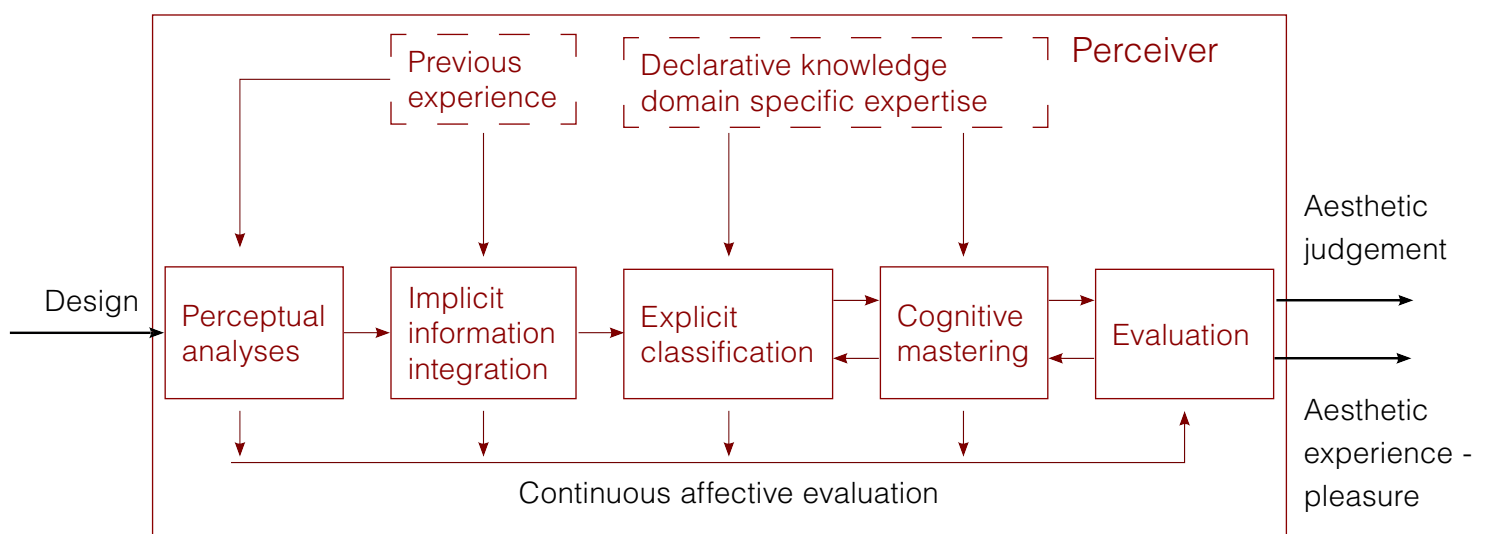 Previous
experience
Declarative knowledge
domain specific expertise
Perceiver
Design
Perceptual
analyses
Implicit
information
integration
Explicit
classification
Cognitive
mastering
Evaluation
Aesthetic
judgement
Aesthetic
experience -
pleasure
Continuous affective evaluation